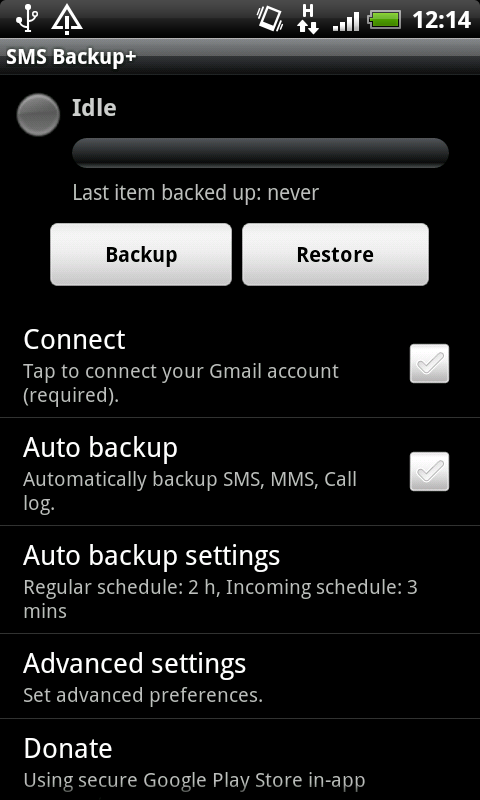 H
12:14
SMS Backup+
Idle
Last item backed up: never
Backup
Restore
Connect
Tap to connect your Gmail account
(required).
Auto backup
Automatically backup SMS, MMS, Call
log.
Auto backup settings
Regular schedule: 2 h, Incoming schedule: 3
mins
Advanced settings
Set advanced preferences.
Donate
Using secure Google Play Store in-app